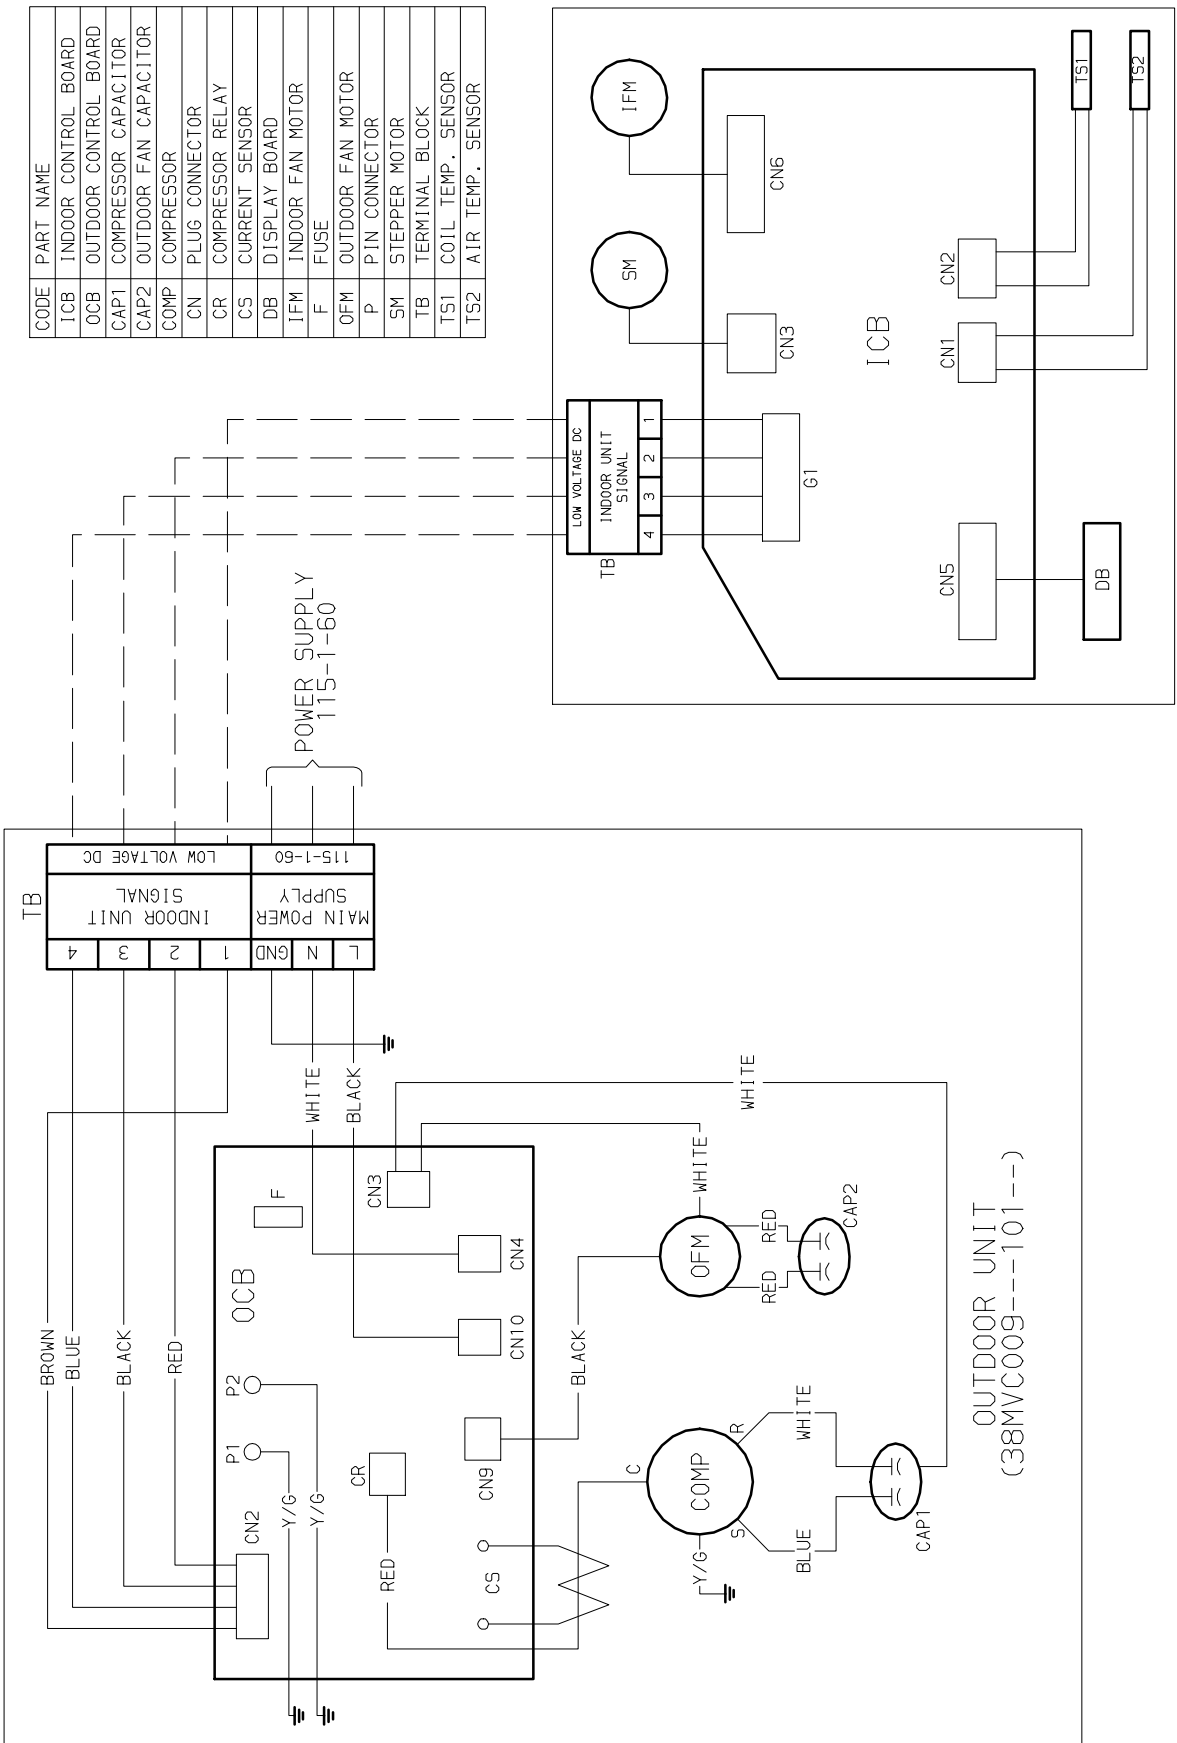 CODE PART NAME
ICB INDOOR CONTROL BOARD
OCB OUTDOOR CONTROL BOARD
CAP1 COMPRESSOR CAPACITOR
CAP2 OUTDOOR FAN CAPACITOR
COMP COMPRESSOR
CN PLUG CONNECTOR
CR COMPRESSOR RELAY
CS CURRENT SENSOR
DB DISPLAY BOARD
IFM INDOOR FAN MOTOR
F FUSE
OFM OUTDOOR FAN MOTOR
P PIN CONNECTOR
SM STEPPER MOTOR
TB TERMINAL BLOCK
TS1 COIL TEMP. SENSOR
TS2 AIR TEMP. SENSOR
IFM
SM
CN6
CN3
TS1
TS2
CN2
CN1
ICB
LOW VOLTAGE DC
INDOOR UNIT
SIGNAL
4 3 2 1
TB
G1
CN5
DB
POWER SUPPLY
115-1-60
TB
LOW VOLTAGE DC
115-1-60
INDOOR UNIT
SIGNAL
MAIN POWER
SUPPLY
4 3 2 1 GND N L
WHITE
BLACK
WHITE
BROWN
BLUE
BLACK
RED
OCB
F
CN3
CN4
CN10
P2
P1
Y/G
Y/G
CN2
CR
CN9
CS
RED
BLACK
WHITE
OFM
RED
RED
CAP2
COMP
C
R
S
Y/G
WHITE
BLUE
CAP1
OUTDOOR UNIT
(38MVC009---101--)